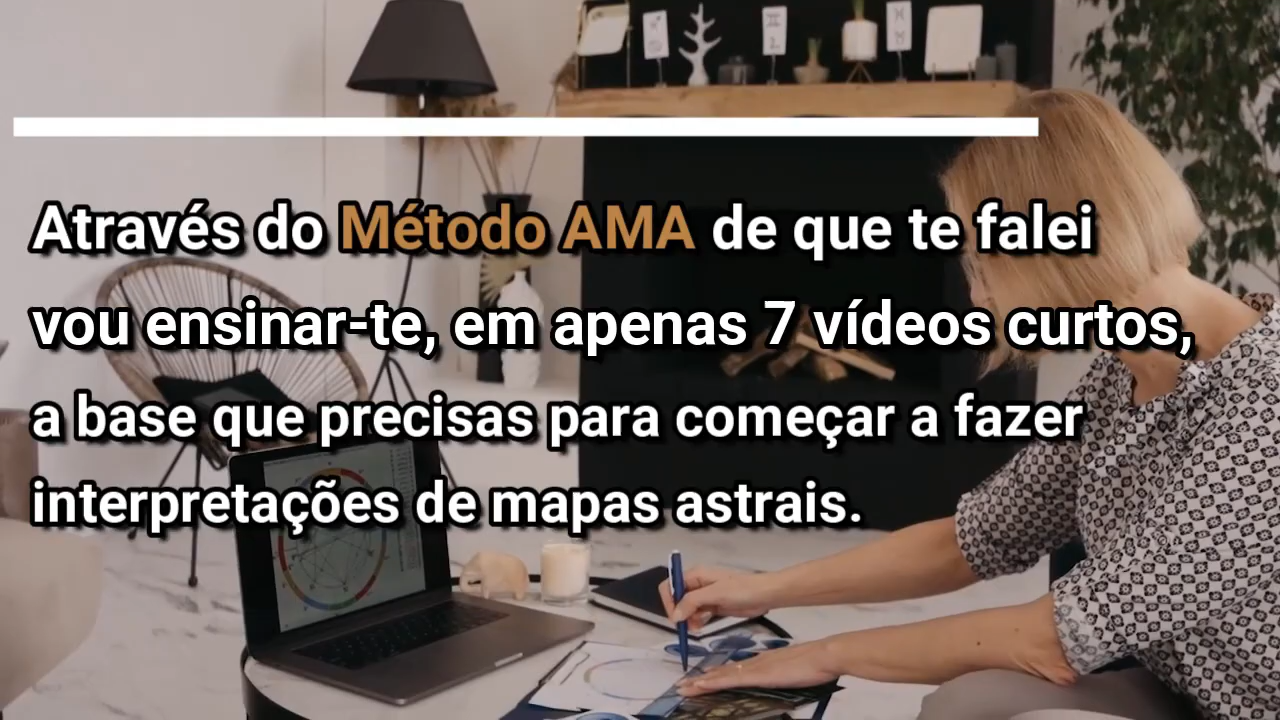 Através do Método AMA de que te falei
vou ensinar-te, em apenas 7 vídeos curtos,
a base que precisas para começar a fazer
interpretações de mapas astrais.